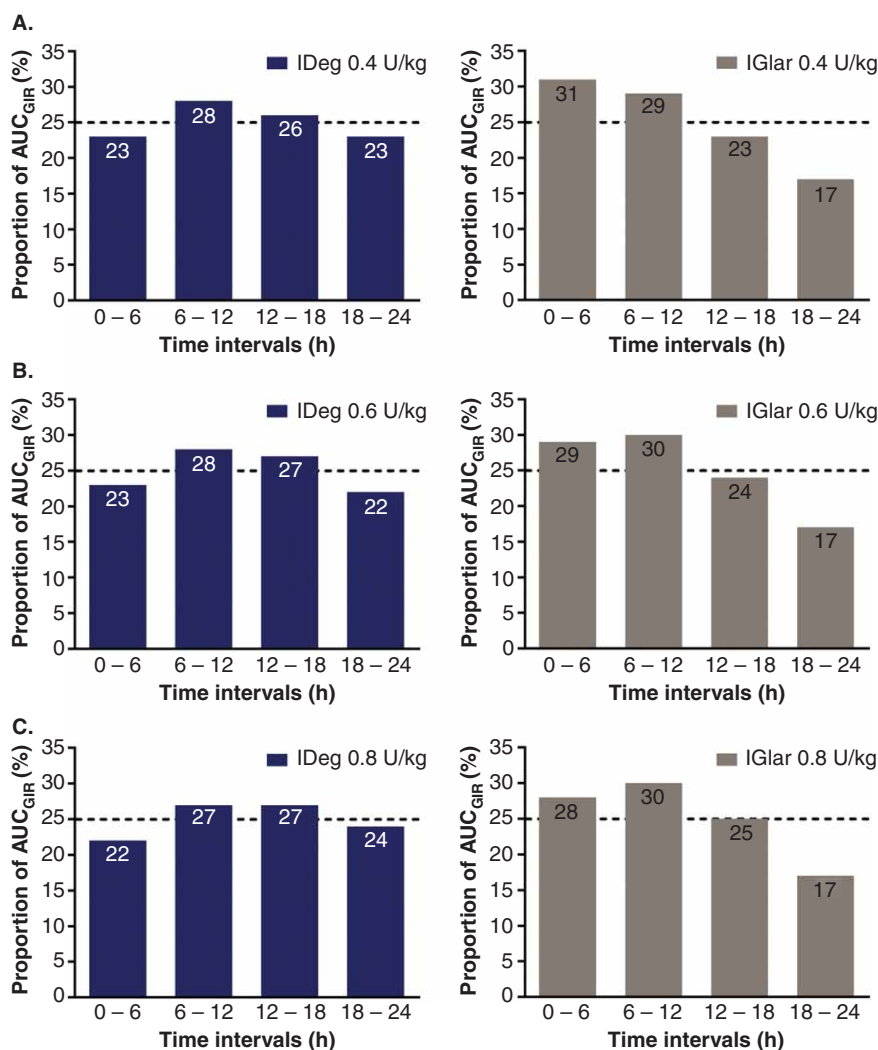 A.
Proportion of AUCGIR (%)
35
30
25
20
15
10
5
0
IDeg 0.4 U/kg
23
28
26
23
0 – 6
6 – 12
12 – 18
18 – 24
Time intervals (h)
Proportion of AUCGIR (%)
35
30
25
20
15
10
5
0
IGlar 0.4 U/kg
31
29
23
17
0 – 6
6 – 12
12 – 18
18 – 24
Time intervals (h)
B.
Proportion of AUCGIR (%)
35
30
25
20
15
10
5
0
IDeg 0.6 U/kg
23
28
27
22
0 – 6
6 – 12
12 – 18
18 – 24
Time intervals (h)
Proportion of AUCGIR (%)
35
30
25
20
15
10
5
0
IGlar 0.6 U/kg
29
30
24
17
0 – 6
6 – 12
12 – 18
18 – 24
Time intervals (h)
C.
Proportion of AUCGIR (%)
35
30
25
20
15
10
5
0
IDeg 0.8 U/kg
22
27
27
24
0 – 6
6 – 12
12 – 18
18 – 24
Time intervals (h)
Proportion of AUCGIR (%)
35
30
25
20
15
10
5
0
IGlar 0.8 U/kg
28
30
25
17
0 – 6
6 – 12
12 – 18
18 – 24
Time intervals (h)